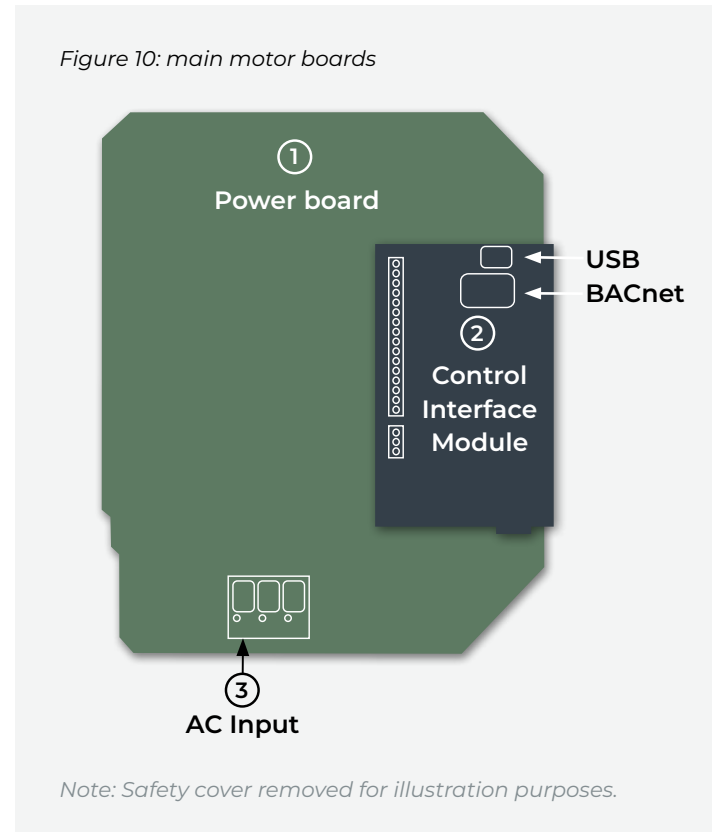 Figure 10: main motor boards
1
Power board
USB
BACnet
2
Control
Interface
Module
3
AC Input
Note: Safety cover removed for illustration purposes.